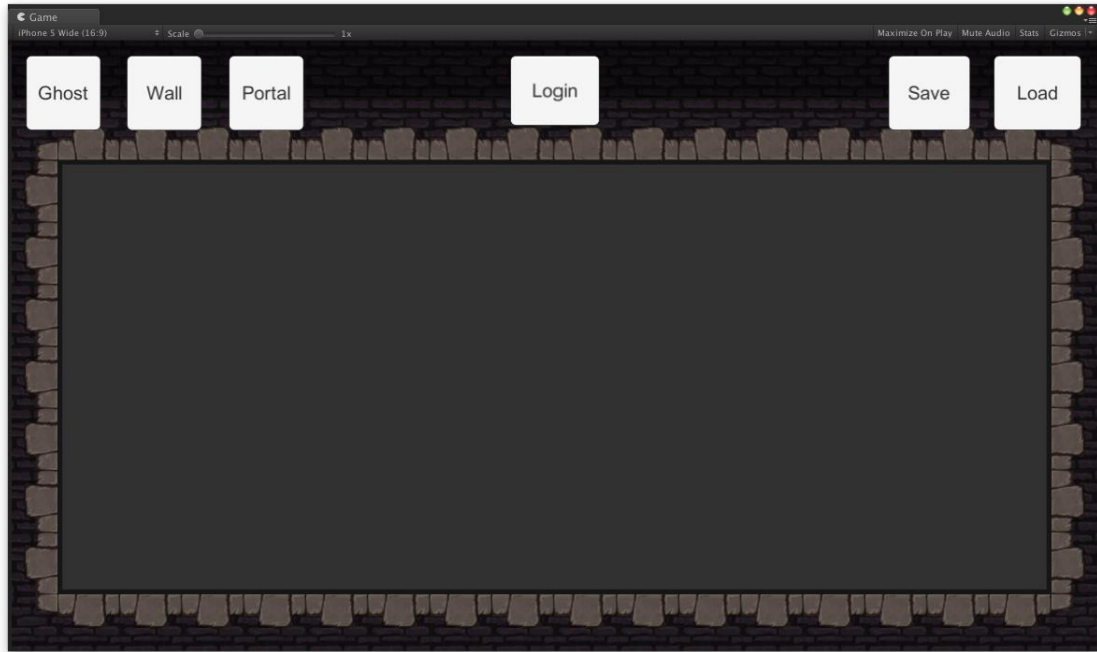 Game
iPhone 5 Wide (16:9) Scale 1x Maximize On Play Mute Audio Stats Gizmos
Ghost Wall Portal Login Save Load